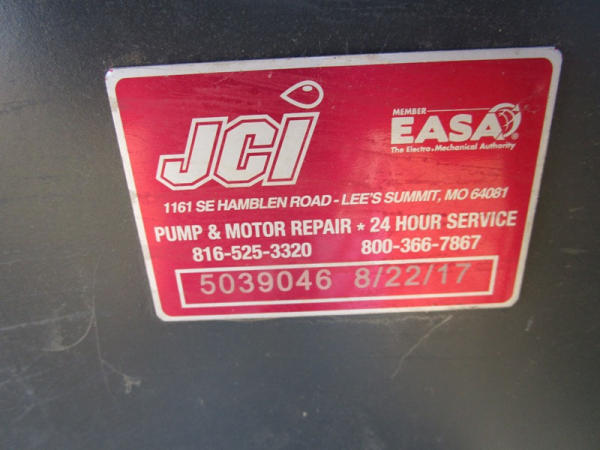 JCI
MEMBER
EASA
The Electro•Mechanical Authority
1161 SE HAMBLEN ROAD - LEE'S SUMMIT, MO 64081
PUMP & MOTOR REPAIR * 24 HOUR SERVICE
816-525-3320 800-366-7867
5039046 8/22/17